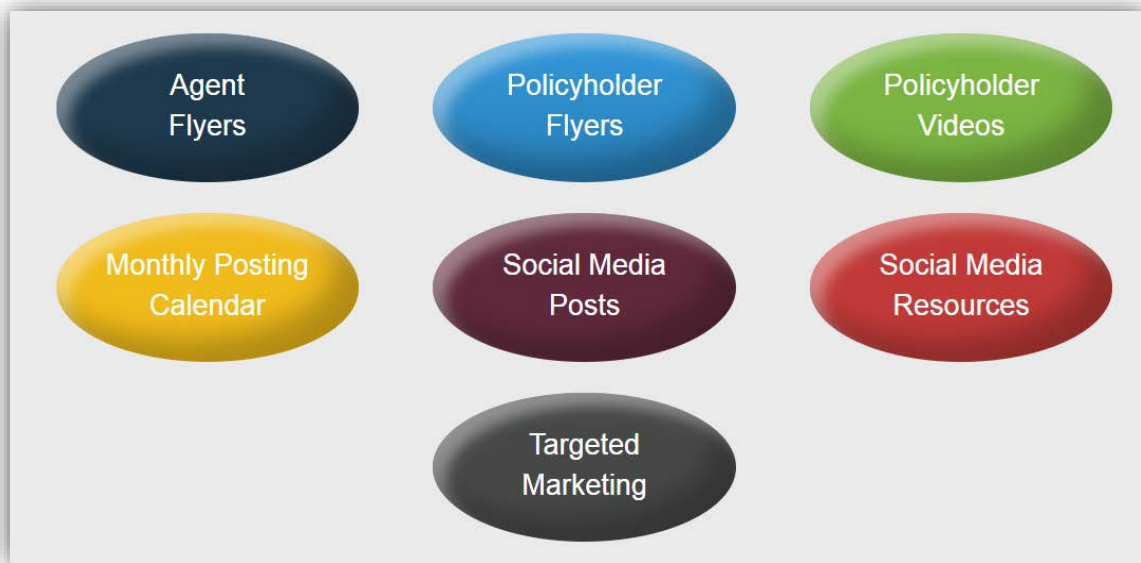 Agent
Flyers
Policyholder
Flyers
Policyholder
Videos
Monthly Posting
Calendar
Social Media
Posts
Social Media
Resources
Targeted
Marketing